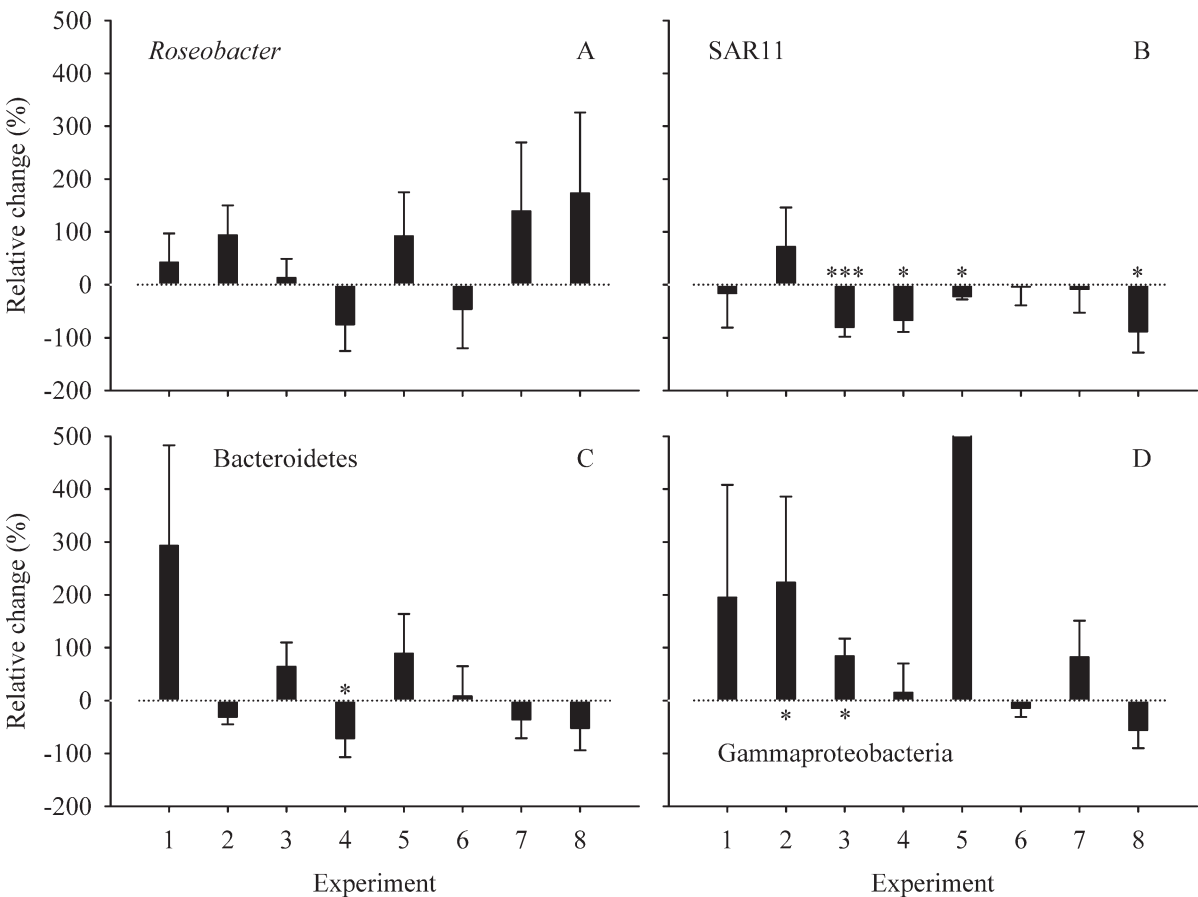 500
400
300
200
100
0
-100
-200
Relative change (%)
Roseobacter
A
SAR11
B
*** * * *
500
400
300
200
100
0
-100
-200
Relative change (%)
Bacteroidetes
C
*
D
* *
Gammaproteobacteria
1 2 3 4 5 6 7 8
1 2 3 4 5 6 7 8
Experiment
Experiment